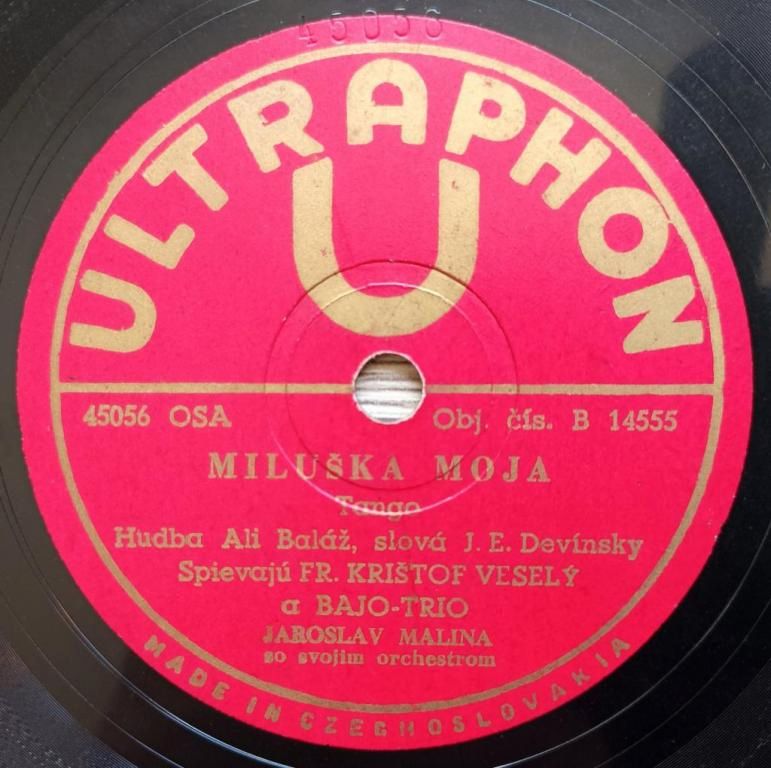 45056
ULTRAPHON
U
45056 OSA
Obj. čís. B 14555
MILUŠKA MOJA
Tango
Hudba Ali Baláž, slová J. E. Devínsky
Spievajú FR. KRIŠTOF VESELÝ
a BAJO-TRIO
JAROSLAV MALINA
so svojim orchestrom
MADE IN CZECHOSLOVAKIA